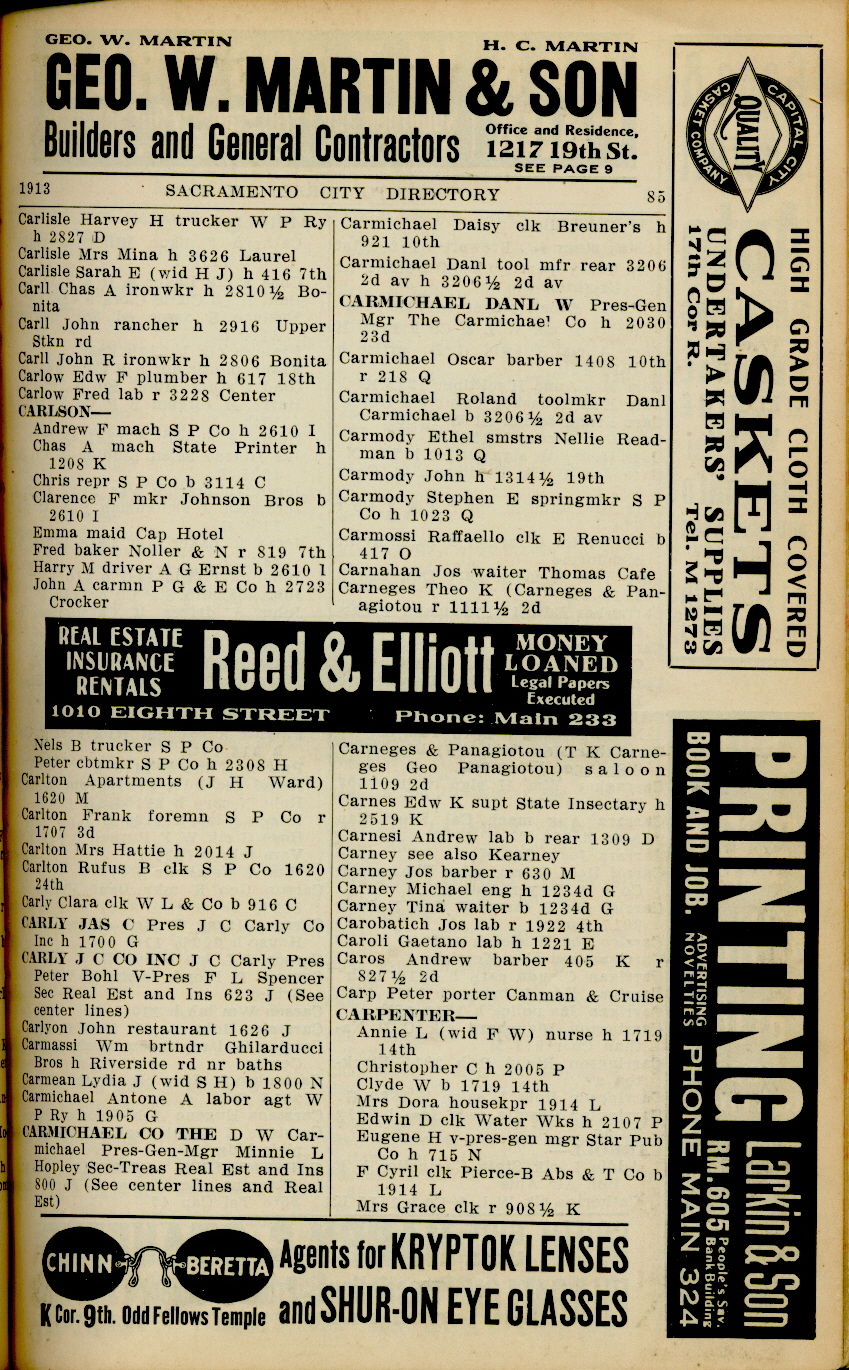 GEO. W. MARTIN
H. C. MARTIN
GEO. W. MARTIN & SON
Builders and General Contractors
Office and Residence,
1217 19th St.
SEE PAGE 9
1913 SACRAMENTO CITY DIRECTORY 85
Carlisle Harvey H trucker W P Ry
h 2827 D
Carlisle Mrs Mina h 3626 Laurel
Carlisle Sarah E (wid H J) h 416 7th
Carll Chas A ironwkr h 2810½ Bo-
nita
Carll John rancher h 2916 Upper
Stkn rd
Carll John R ironwkr h 2806 Bonita
Carlow Edw F plumber h 617 18th
Carlow Fred lab r 3228 Center
CARLSON—
Andrew F mach S P Co h 2610 I
Chas A mach State Printer h
1208 K
Chris repr S P Co b 3114 C
Clarence F mkr Johnson Bros b
2610 I
Emma maid Cap Hotel
Fred baker Noller & N r 819 7th
Harry M driver A G Ernst b 2610 I
John A carmn P G & E Co h 2723
Crocker
Carmichael Daisy clk Breuner's h
921 10th
Carmichael Danl tool mfr rear 3206
2d av h 3206½ 2d av
CARMICHAEL DANL W Pres-Gen
Mgr The Carmichael Co h 2030
23d
Carmichael Oscar barber 1408 10th
r 218 Q
Carmichael Roland toolmkr Danl
Carmichael b 3206½ 2d av
Carmody Ethel smstrs Nellie Read-
man b 1013 Q
Carmody John h 1314½ 19th
Carmody Stephen E springmkr S P
Co h 1023 Q
Carmossi Raffaello clk E Renucci b
417 O
Carnahan Jos waiter Thomas Cafe
Carneges Theo K (Carneges & Pan-
agiotou r 1111½ 2d
REAL ESTATE
INSURANCE
RENTALS
Reed & Elliott
MONEY
LOANED
Legal Papers
Executed
1010 EIGHTH STREET Phone: Main 233
Nels B trucker S P Co
Peter cbtmkr S P Co h 2308 H
Carlton Apartments (J H Ward)
1620 M
Carlton Frank foremn S P Co r
1707 3d
Carlton Mrs Hattie h 2014 J
Carlton Rufus B clk S P Co 1620
24th
Carly Clara clk W L & Co b 916 C
CARLY JAS C Pres J C Carly Co
Inc h 1700 G
CARLY J C CO INC J C Carly Pres
Peter Bohl V-Pres F L Spencer
Sec Real Est and Ins 623 J (See
center lines)
Carlyon John restaurant 1626 J
Carmassi Wm brtndr Ghilarducci
Bros h Riverside rd nr baths
Carmean Lydia J (wid S H) b 1800 N
Carmichael Antone A labor agt W
P Ry h 1905 G
CARMICHAEL CO THE D W Car-
michael Pres-Gen-Mgr Minnie L
Hopley Sec-Treas Real Est and Ins
800 J (See center lines and Real
Est)
Carneges & Panagiotou (T K Carne-
ges Geo Panagiotou) saloon
1109 2d
Carnes Edw K supt State Insectary h
2519 K
Carnesi Andrew lab b rear 1309 D
Carney see also Kearney
Carney Jos barber r 630 M
Carney Michael eng h 1234d G
Carney Tina waiter b 1234d G
Carobatich Jos lab r 1922 4th
Caroli Gaetano lab h 1221 E
Caros Andrew barber 405 K r
827½ 2d
Carp Peter porter Canman & Cruise
CARPENTER—
Annie L (wid F W) nurse h 1719
14th
Christopher C h 2005 P
Clyde W b 1719 14th
Mrs Dora housekpr 1914 L
Edwin D clk Water Wks h 2107 P
Eugene H v-pres-gen mgr Star Pub
Co h 715 N
F Cyril clk Pierce-B Abs & T Co b
1914 L
Mrs Grace clk r 908½ K
CHINN BERETTA
K Cor. 9th. Odd Fellows Temple
Agents for KRYPTOK LENSES
and SHUR-ON EYE GLASSES
CAPITAL CITY
QUALITY
CASKET COMPANY
HIGH GRADE CLOTH COVERED
CASKETS
UNDERTAKERS' SUPPLIES
17th Cor R. Tel. M 1273
PRINTING Larkin & Son
BOOK AND JOB.
ADVERTISING
NOVELTIES
PHONE MAIN 324
RM. 605 People's Sav.
Bank Building